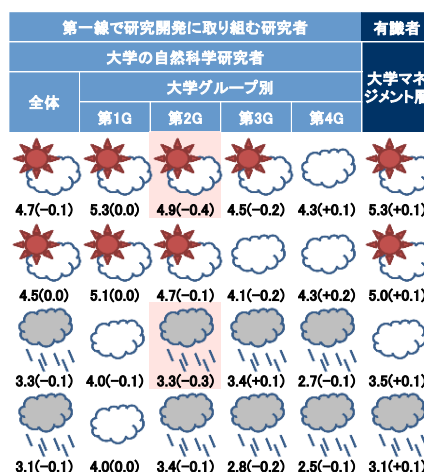 第一線で研究開発に取り組む研究者 有識者
大学の自然科学研究者
大学マネ
ジメント層
全体 大学グループ別
第1G 第2G 第3G 第4G
4.7(-0.1) 5.3(0.0) 4.9(-0.4) 4.5(-0.2) 4.3(+0.1) 5.3(+0.1)
4.5(0.0) 5.1(0.0) 4.7(-0.1) 4.1(-0.2) 4.3(+0.2) 5.0(+0.1)
3.3(-0.1) 4.0(-0.1) 3.3(-0.3) 3.4(+0.1) 2.7(-0.1) 3.5(+0.1)
3.1(-0.1) 4.0(0.0) 3.4(-0.1) 2.8(-0.2) 2.5(-0.1) 3.1(+0.1)